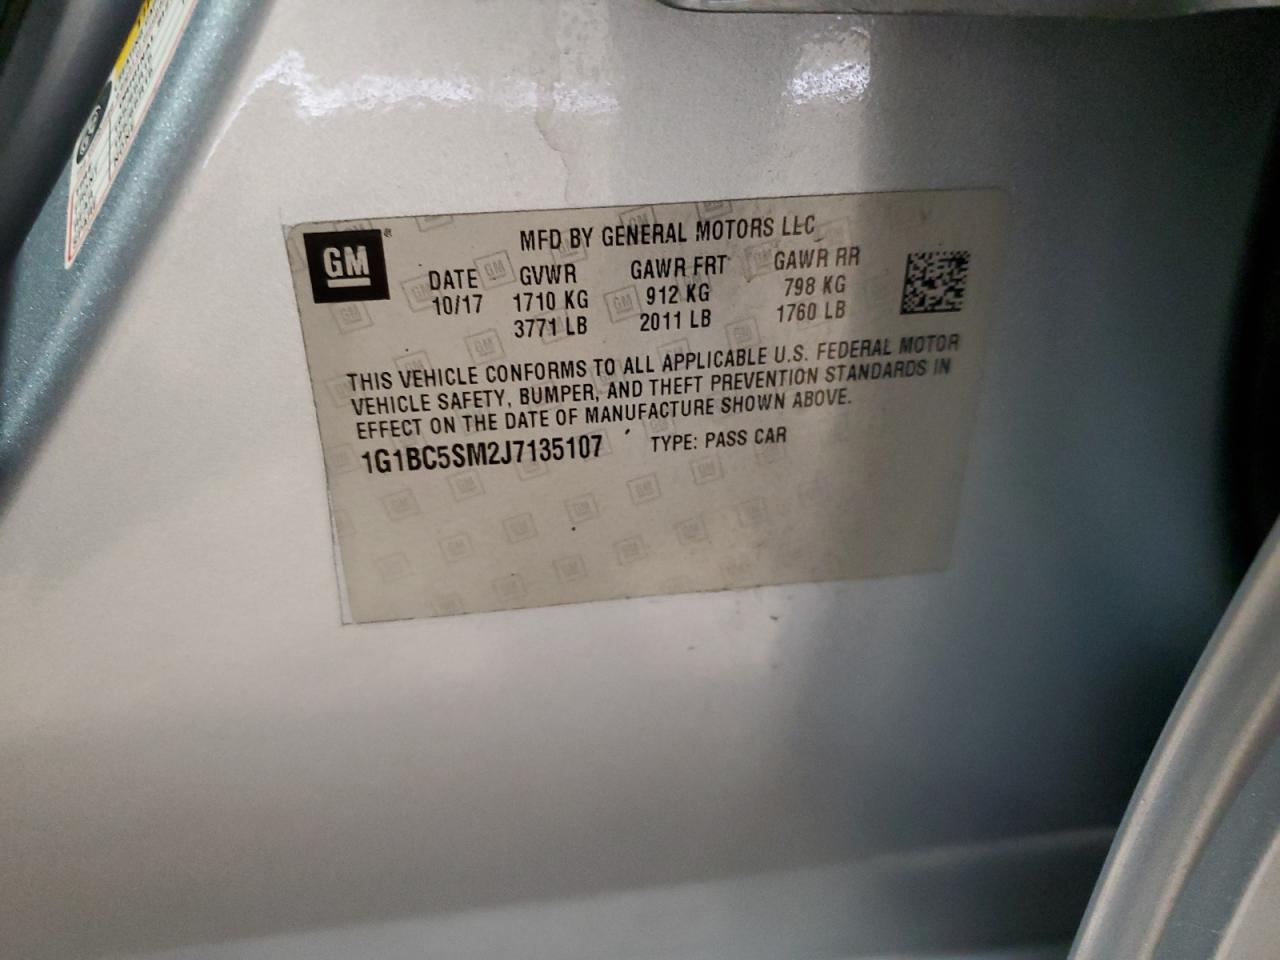 GM
MFD BY GENERAL MOTORS LLC
DATE GVWR GAWR FRT GAWR RR
10/17 1710 KG 912 KG 798 KG
3771 LB 2011 LB 1760 LB
THIS VEHICLE CONFORMS TO ALL APPLICABLE U.S. FEDERAL MOTOR
VEHICLE SAFETY, BUMPER, AND THEFT PREVENTION STANDARDS IN
EFFECT ON THE DATE OF MANUFACTURE SHOWN ABOVE.
1G1BC5SM2J7135107 TYPE: PASS CAR